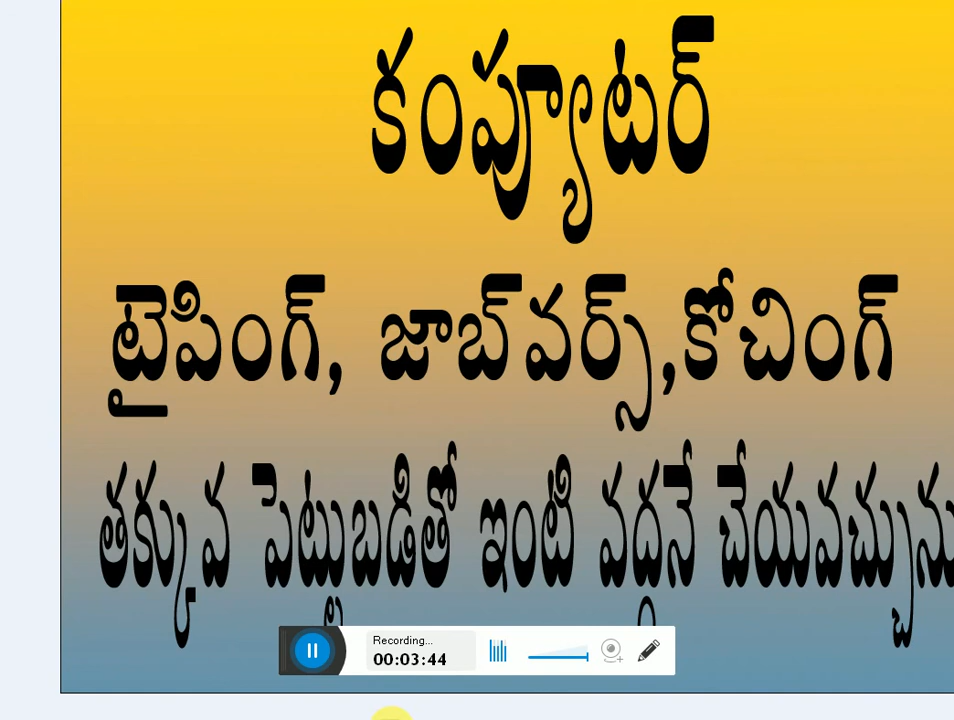 కంప్యూటర్
టైపింగ్, జాబ్‌వర్స్,కోచింగ్
తక్కువ పెట్టుబడితో ఇంటి వద్దనే చేయవచ్చును
Recording...
00:03:44